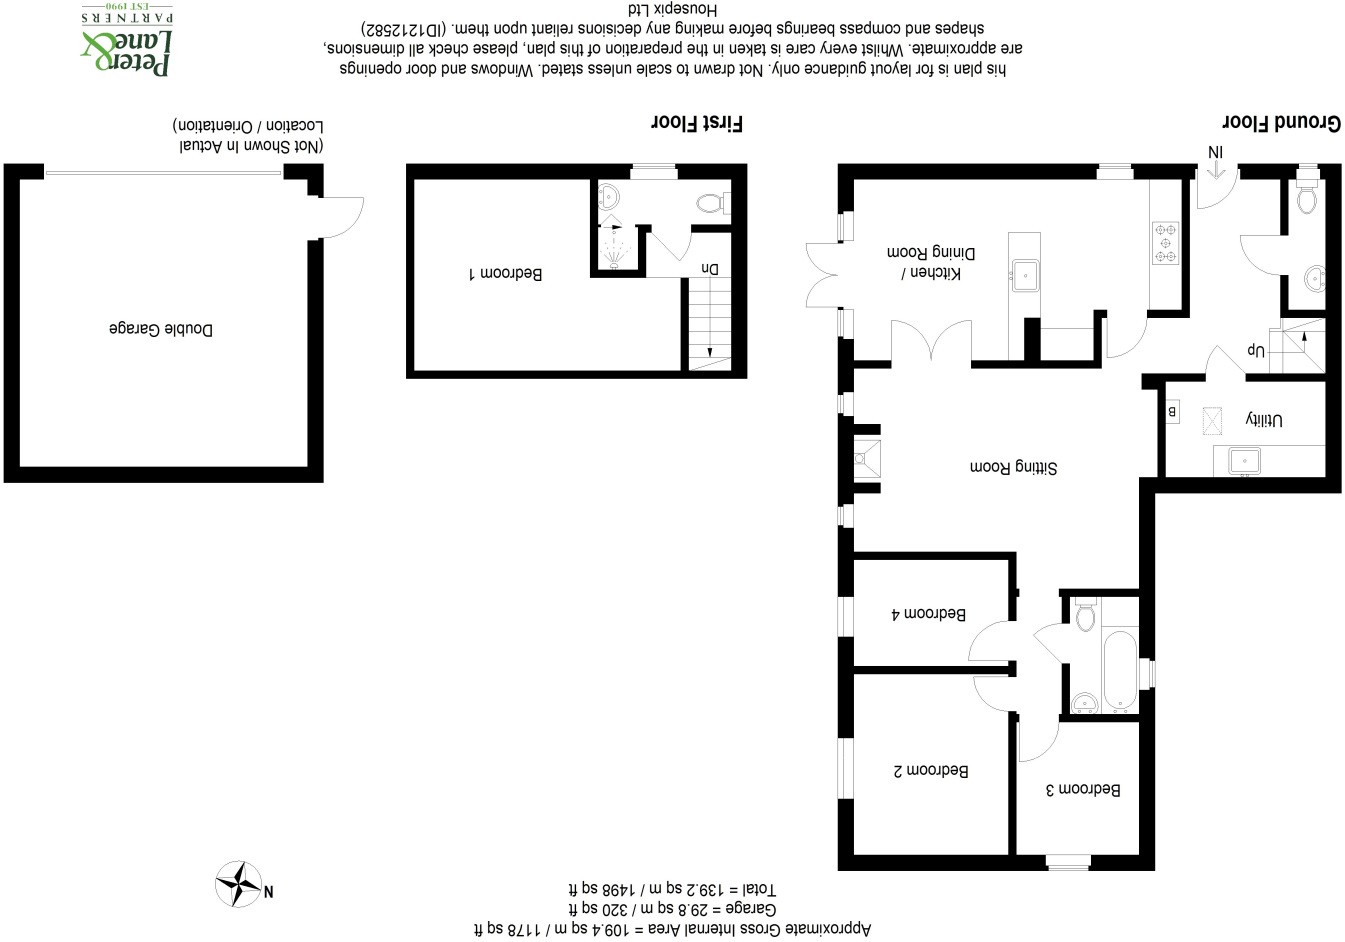 Approximate Gross Internal Area = 109.4 sq m / 1178 sq ft
Garage = 29.8 sq m / 320 sq ft
Total = 139.2 sq m / 1498 sq ft
N
Bedroom 3
Bedroom 2
Bedroom 4
Sitting Room
Utility
B
Up
Kitchen /
Dining Room
IN
Ground Floor
Dn
Bedroom 1
First Floor
Double Garage
(Not Shown In Actual
Location / Orientation)
his plan is for layout guidance only. Not drawn to scale unless stated. Windows and door openings
are approximate. Whilst every care is taken in the preparation of this plan, please check all dimensions,
shapes and compass bearings before making any decisions reliant upon them. (ID1212582)
Housepix Ltd
Peter&
Lane
PARTNERS
EST 1990